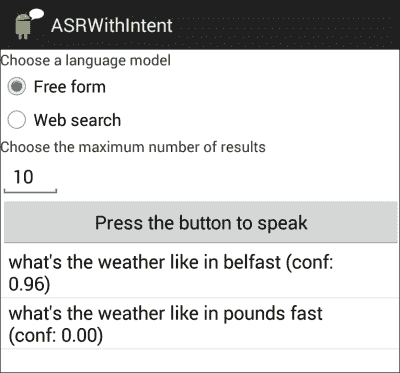 ASRWithIntent
Choose a language model
Free form
Web search
Choose the maximum number of results
10
Press the button to speak
what's the weather like in belfast (conf:
0.96)
what's the weather like in pounds fast
(conf: 0.00)